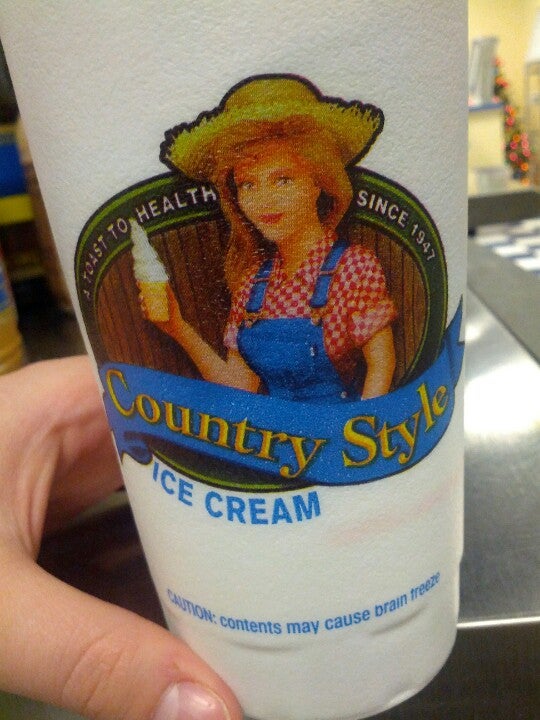 A TOAST TO HEALTH
SINCE 1947
Country Style
ICE CREAM
CAUTION: contents may cause brain freeze